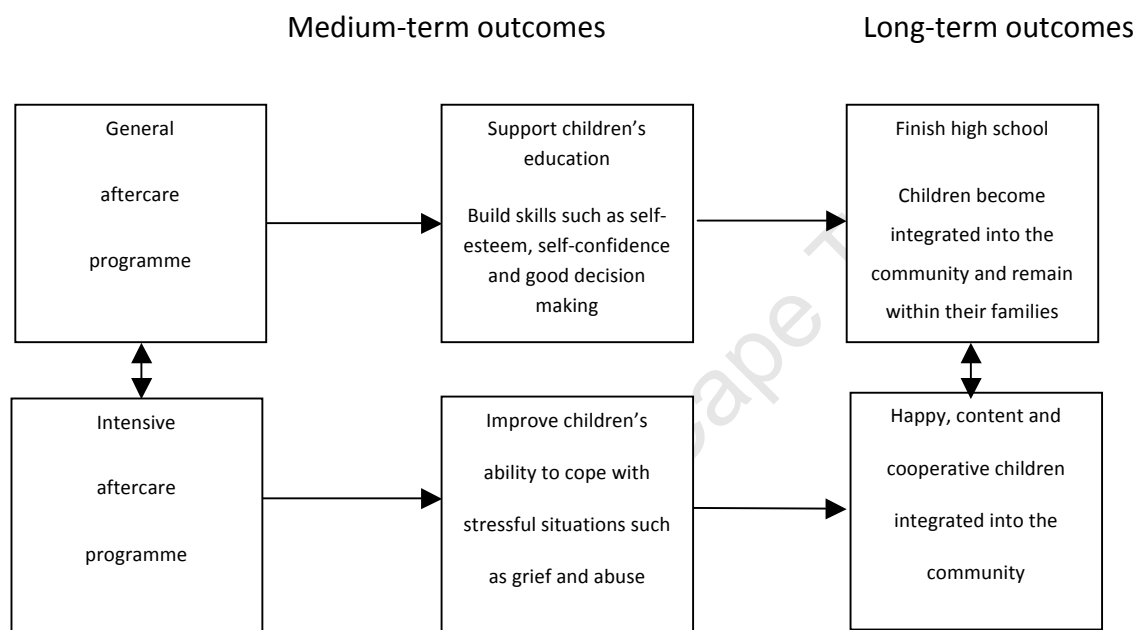 Medium-term outcomes
Long-term outcomes
General
aftercare
programme
Support children’s
education
Build skills such as self-
esteem, self-confidence
and good decision
making
Finish high school
Children become
integrated into the
community and remain
within their families
Intensive
aftercare
programme
Improve children’s
ability to cope with
stressful situations such
as grief and abuse
Happy, content and
cooperative children
integrated into the
community
cape T